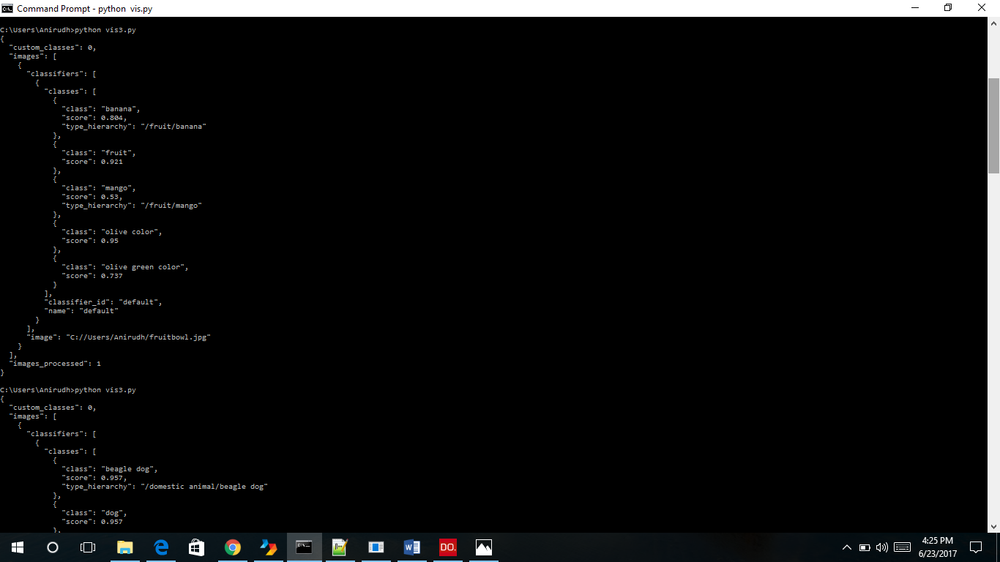 Command Prompt - python  vis.py
C:\Users\Anirudh>python vis3.py
{
  "custom_classes": 0,
  "images": [
    {
      "classifiers": [
        {
          "classes": [
            {
              "class": "banana",
              "score": 0.804,
              "type_hierarchy": "/fruit/banana"
            },
            {
              "class": "fruit",
              "score": 0.921
            },
            {
              "class": "mango",
              "score": 0.53,
              "type_hierarchy": "/fruit/mango"
            },
            {
              "class": "olive color",
              "score": 0.95
            },
            {
              "class": "olive green color",
              "score": 0.737
            }
          ],
          "classifier_id": "default",
          "name": "default"
        }
      ],
      "image": "C://Users/Anirudh/fruitbowl.jpg"
    }
  ],
  "images_processed": 1
}
C:\Users\Anirudh>python vis3.py
{
  "custom_classes": 0,
  "images": [
    {
      "classifiers": [
        {
          "classes": [
            {
              "class": "beagle dog",
              "score": 0.957,
              "type_hierarchy": "/domestic animal/beagle dog"
            },
            {
              "class": "dog",
              "score": 0.957
            },
DO.
4:25 PM
6/23/2017